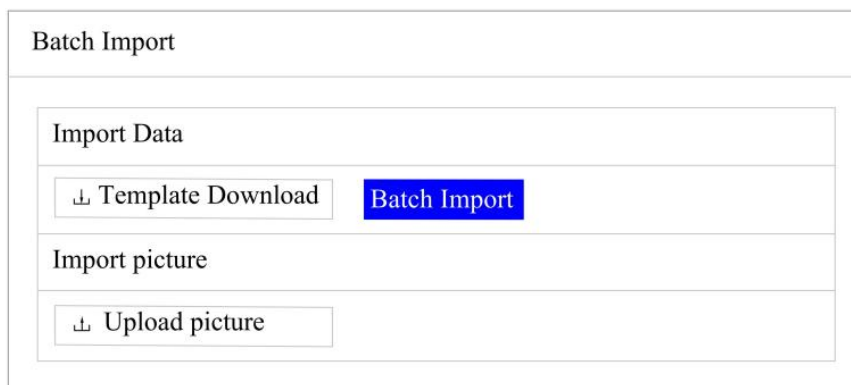 Batch Import
Import Data
Template Download Batch Import
Import picture
Upload picture